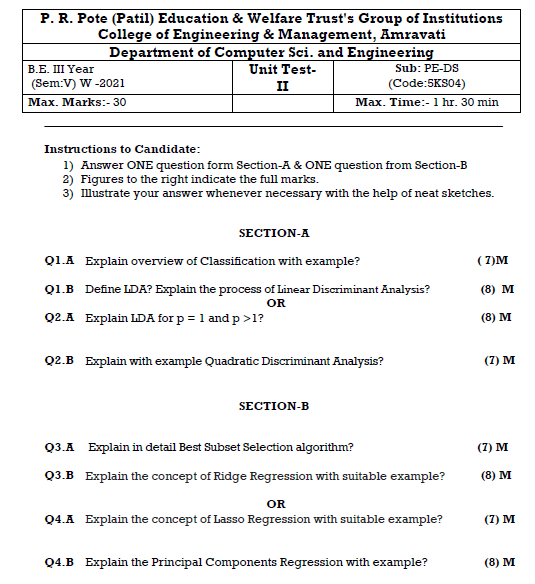 P. R. Pote (Patil) Education & Welfare Trust's Group of Institutions
College of Engineering & Management, Amravati
Department of Computer Sci. and Engineering
B.E. III Year
(Sem:V) W -2021
Unit Test-
II
Sub: PE-DS
(Code:5KS04)
Max. Marks:- 30
Max. Time:- 1 hr. 30 min
Instructions to Candidate:
1) Answer ONE question form Section-A & ONE question from Section-B
2) Figures to the right indicate the full marks.
3) Illustrate your answer whenever necessary with the help of neat sketches.
SECTION-A
Q1.A Explain overview of Classification with example? ( 7)M
Q1.B Define LDA? Explain the process of Linear Discriminant Analysis? (8) M
OR
Q2.A Explain LDA for p = 1 and p >1? (8) M
Q2.B Explain with example Quadratic Discriminant Analysis? (7) M
SECTION-B
Q3.A Explain in detail Best Subset Selection algorithm? (7) M
Q3.B Explain the concept of Ridge Regression with suitable example? (8) M
OR
Q4.A Explain the concept of Lasso Regression with suitable example? (7) M
Q4.B Explain the Principal Components Regression with example? (8) M